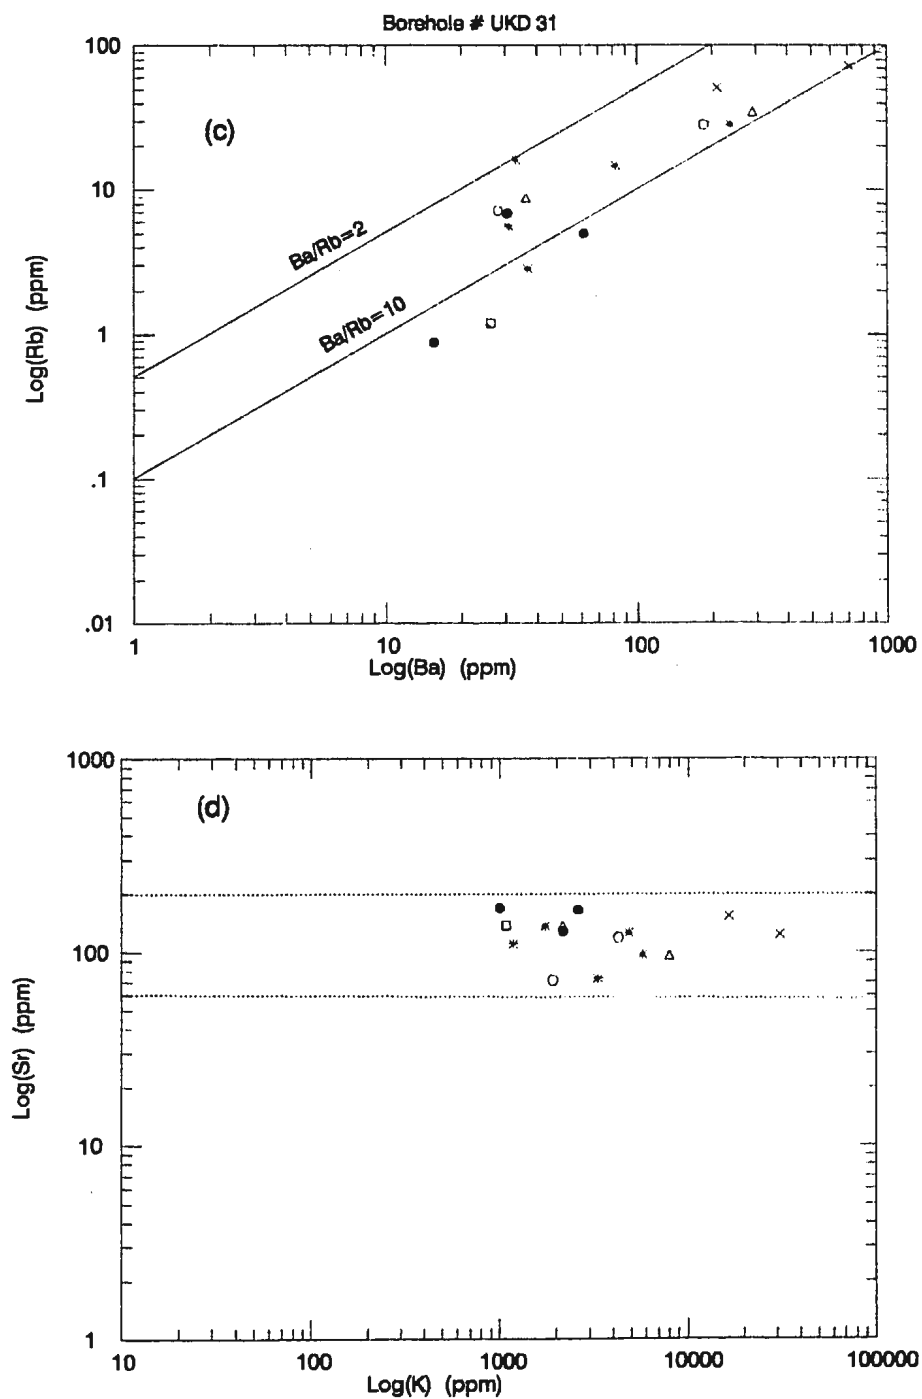 Borehole # UKD 31
100
(c)
10
Ba/Rb=2
Log(Rb) (ppm)
Ba/Rb=10
1
.1
.01
1
10
100
1000
Log(Ba) (ppm)
1000
(d)
100
Log(Sr) (ppm)
10
1
10
100
1000
10000
100000
Log(K) (ppm)